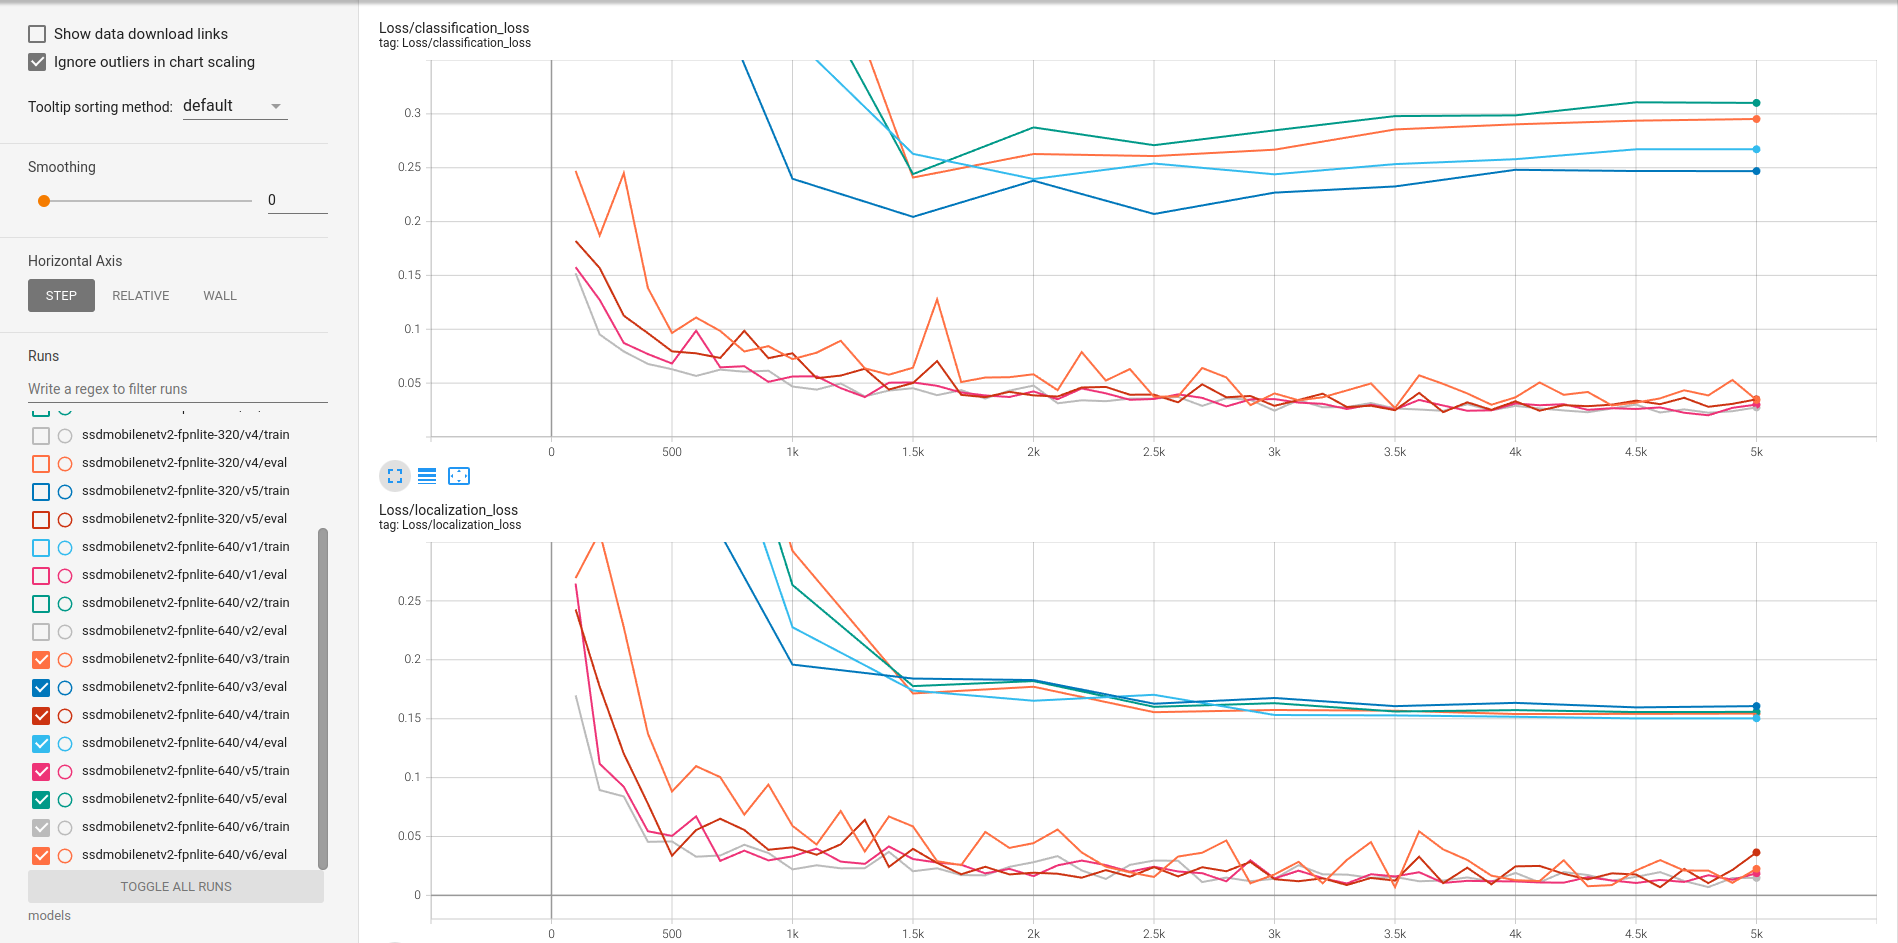 Show data download links
Ignore outliers in chart scaling
Tooltip sorting method: default
Smoothing
0
Horizontal Axis
STEP RELATIVE WALL
Runs
Write a regex to filter runs
ssdmobilenetv2-fpnlite-320/v4/train
ssdmobilenetv2-fpnlite-320/v4/eval
ssdmobilenetv2-fpnlite-320/v5/train
ssdmobilenetv2-fpnlite-320/v5/eval
ssdmobilenetv2-fpnlite-640/v1/train
ssdmobilenetv2-fpnlite-640/v1/eval
ssdmobilenetv2-fpnlite-640/v2/train
ssdmobilenetv2-fpnlite-640/v2/eval
ssdmobilenetv2-fpnlite-640/v3/train
ssdmobilenetv2-fpnlite-640/v3/eval
ssdmobilenetv2-fpnlite-640/v4/train
ssdmobilenetv2-fpnlite-640/v4/eval
ssdmobilenetv2-fpnlite-640/v5/train
ssdmobilenetv2-fpnlite-640/v5/eval
ssdmobilenetv2-fpnlite-640/v6/train
ssdmobilenetv2-fpnlite-640/v6/eval
TOGGLE ALL RUNS
models
Loss/classification_loss
tag: Loss/classification_loss
0.3
0.25
0.2
0.15
0.1
0.05
0 500 1k 1.5k 2k 2.5k 3k 3.5k 4k 4.5k 5k
Loss/localization_loss
tag: Loss/localization_loss
0.25
0.2
0.15
0.1
0.05
0
0 500 1k 1.5k 2k 2.5k 3k 3.5k 4k 4.5k 5k